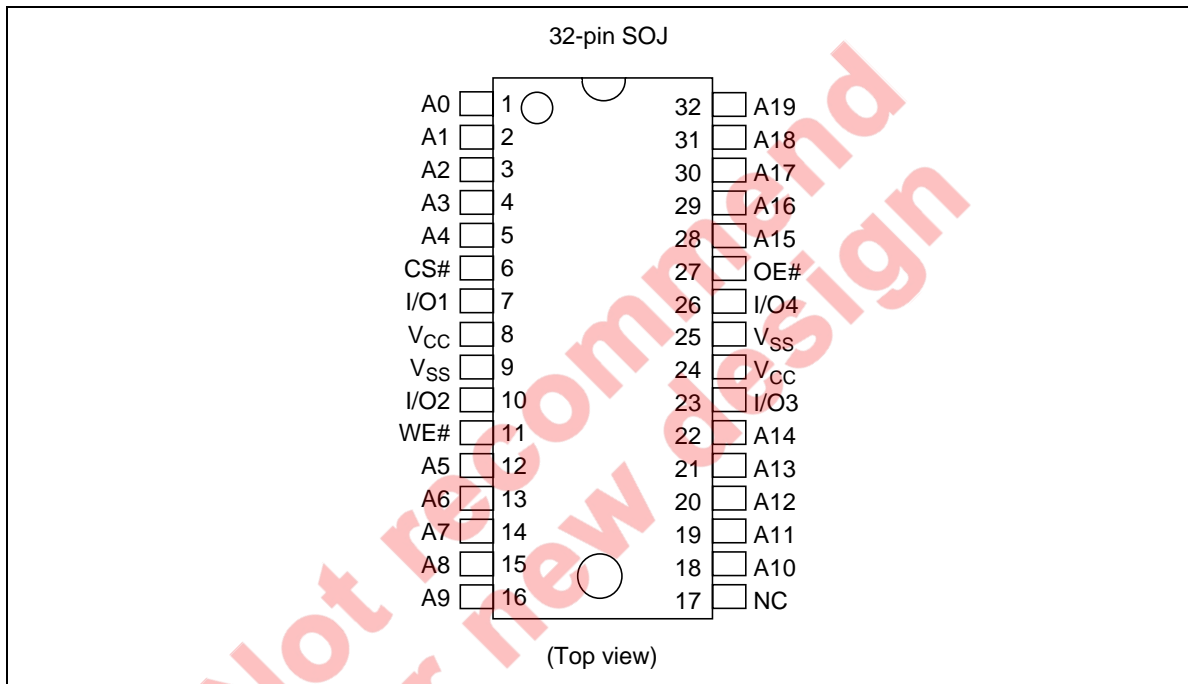 32-pin SOJ
A0 1 32 A19
A1 2 31 A18
A2 3 30 A17
A3 4 29 A16
A4 5 28 A15
CS# 6 27 OE#
I/O1 7 26 I/O4
VCC 8 25 VSS
VSS 9 24 VCC
I/O2 10 23 I/O3
WE# 11 22 A14
A5 12 21 A13
A6 13 20 A12
A7 14 19 A11
A8 15 18 A10
A9 16 17 NC
(Top view)
Not recommend
r new design